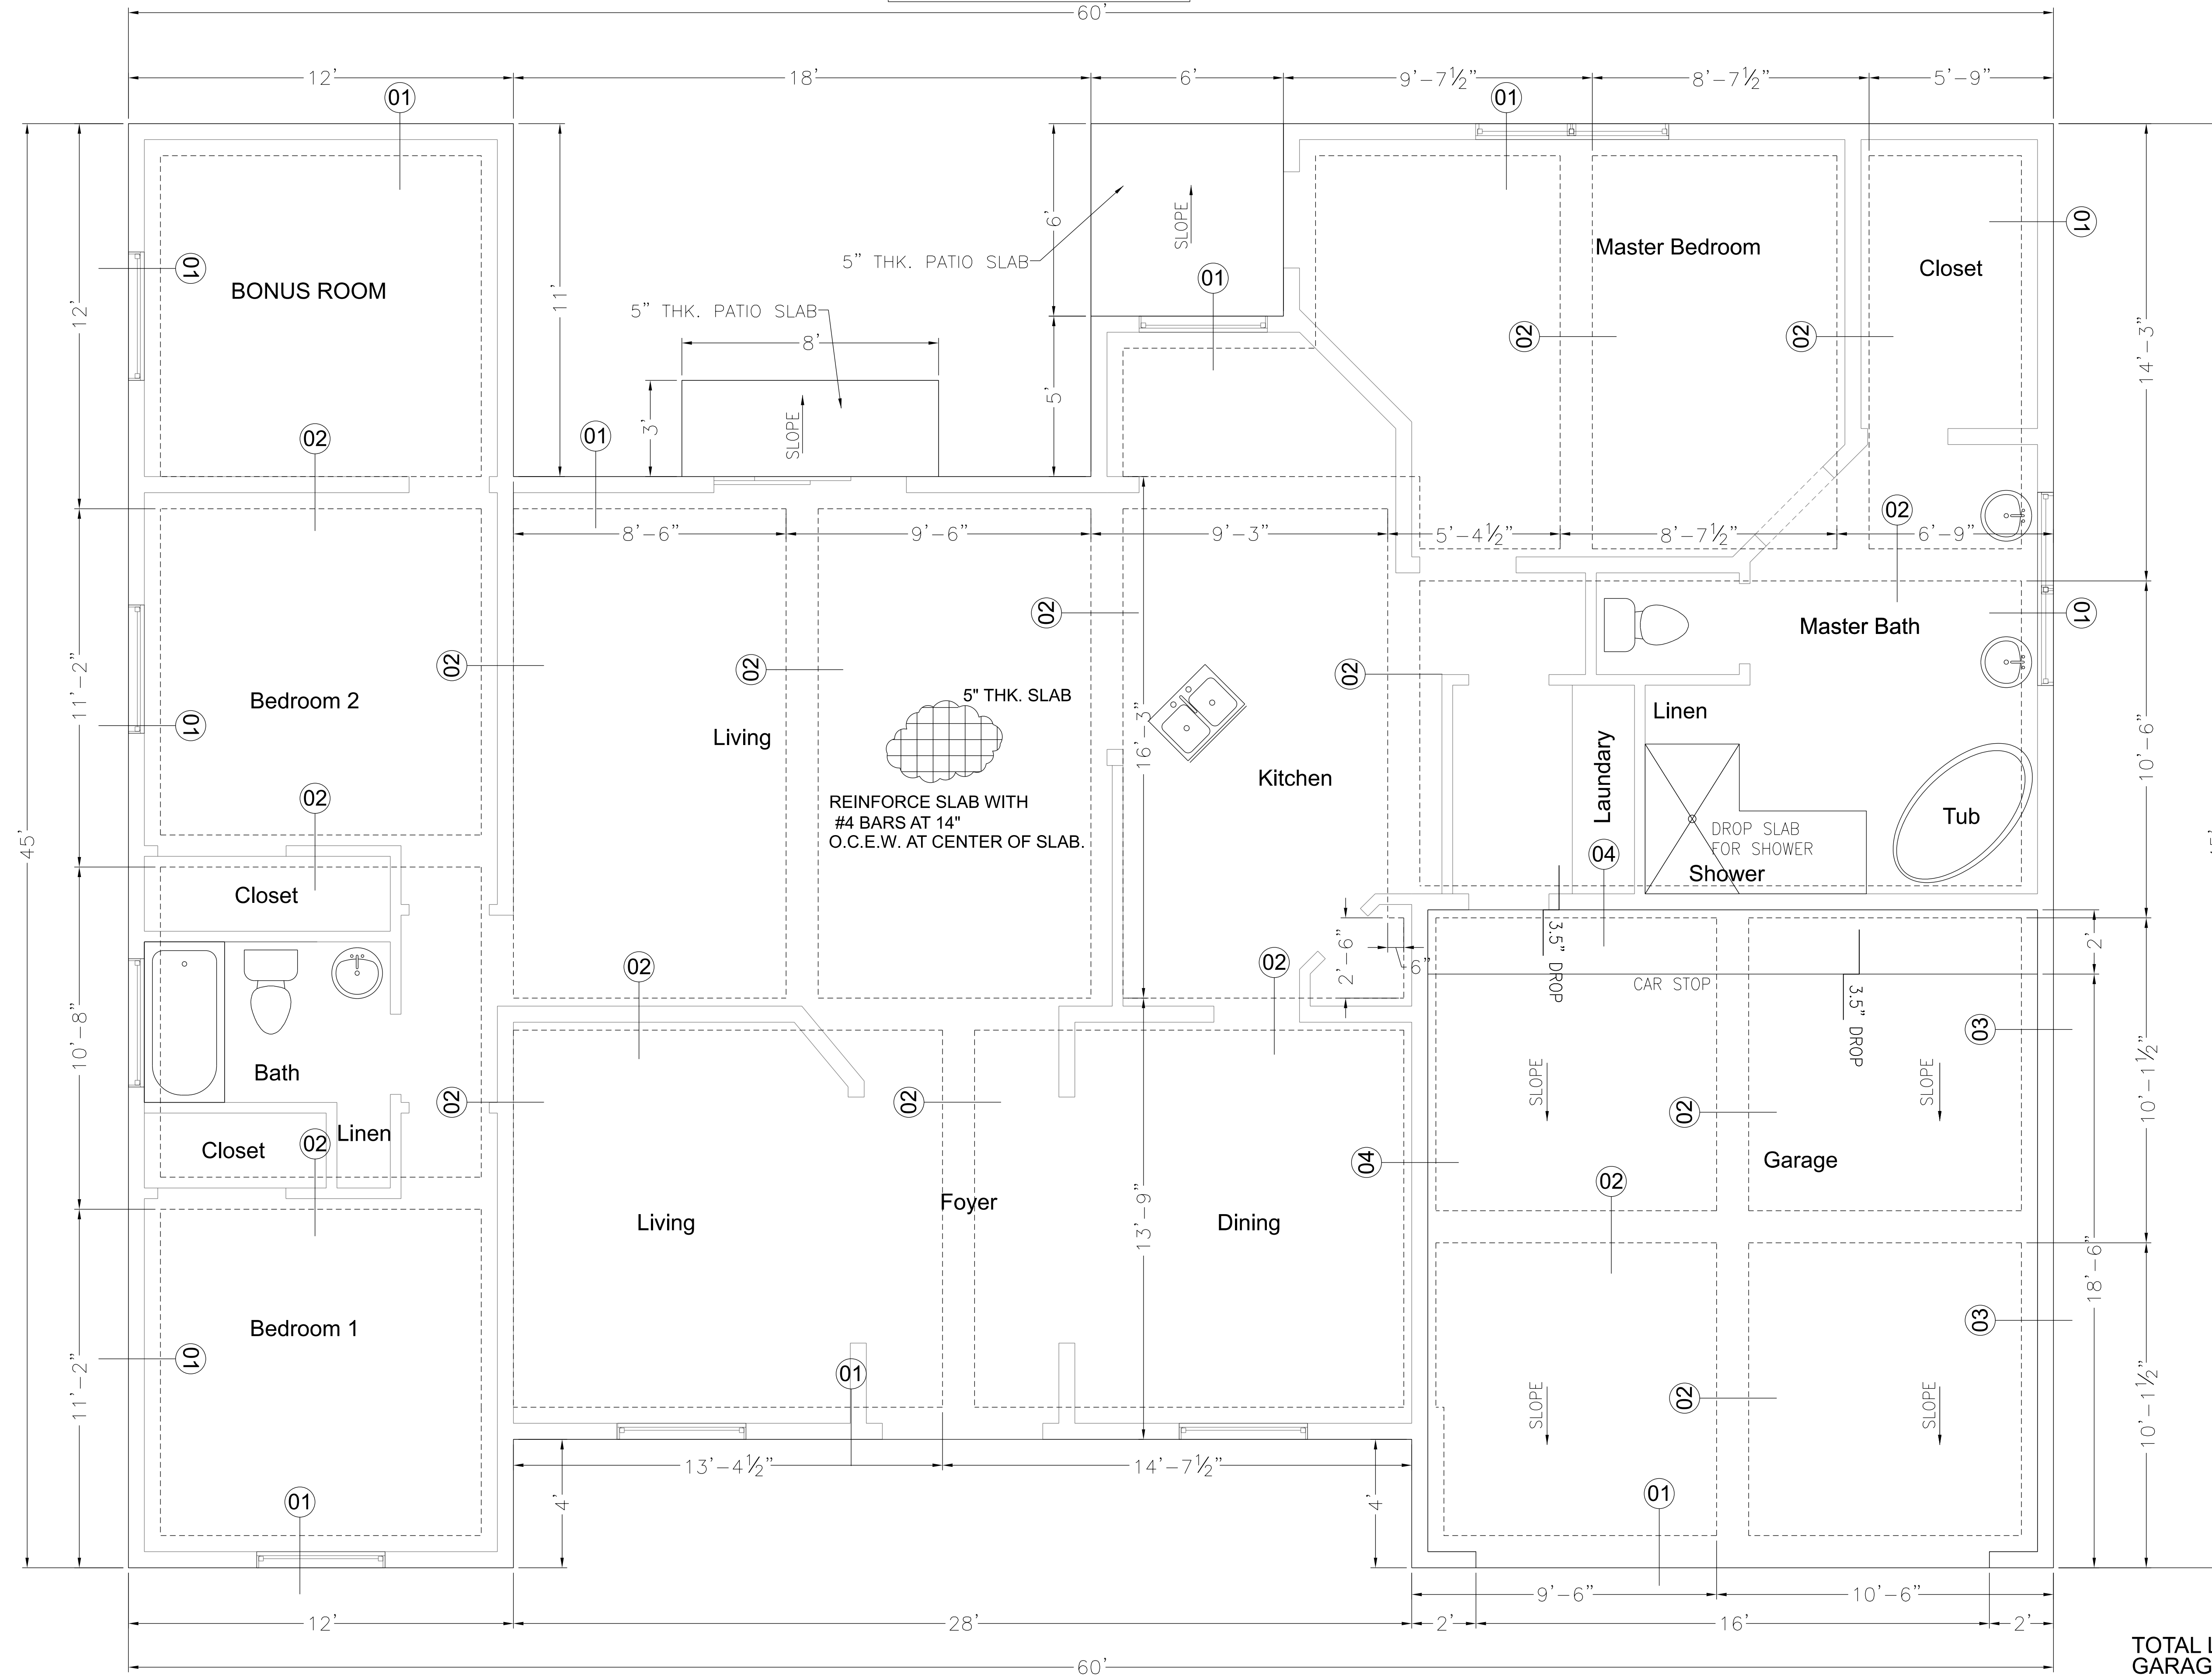 60'
12'
18'
6'
9'-7½"
8'-7½"
5'-9"
01
01
01
BONUS ROOM
01
12'
11'
5" THK. PATIO SLAB
5" THK. PATIO SLAB
8'
3'
SLOPE
6'
5'
SLOPE
01
01
Master Bedroom
Closet
02
02
14'-3"
02
02
8'-6"
9'-6"
9'-3"
5'-4½"
8'-7½"
6'-9"
02
02
02
02
01
Master Bath
Bedroom 2
01
11'-2"
Living
5" THK. SLAB
REINFORCE SLAB WITH
#4 BARS AT 14"
O.C.E.W. AT CENTER OF SLAB.
16'-3"
Kitchen
Laundary
Linen
10'-6"
Tub
DROP SLAB
FOR SHOWER
Shower
45'
02
04
Closet
2'-6"
6"
02
02
3.5" DROP
CAR STOP
3.5" DROP
2'
03
10'-8"
Bath
02
02
SLOPE
02
SLOPE
10'-1½"
Closet
02
Linen
04
02
Garage
Living
Foyer
13'-9"
Dining
18'-6"
Bedroom 1
01
11'-2"
01
03
SLOPE
02
SLOPE
10'-1½"
13'-4½"
14'-7½"
01
4'
4'
01
9'-6"
10'-6"
12'
28'
2'
16'
2'
60'
TOTAL
GARAG